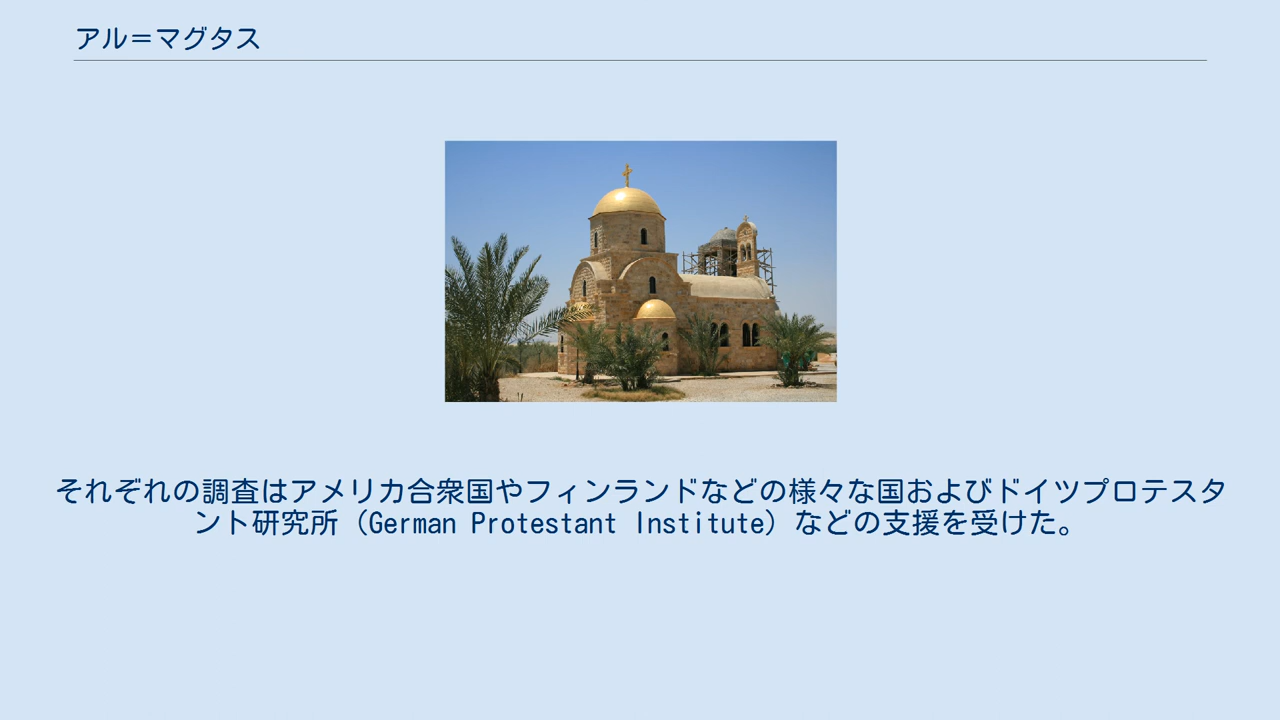 アル＝マグタス
それぞれの調査はアメリカ合衆国やフィンランドなどの様々な国およびドイツプロテスタ
ント研究所（German Protestant Institute）などの支援を受けた。